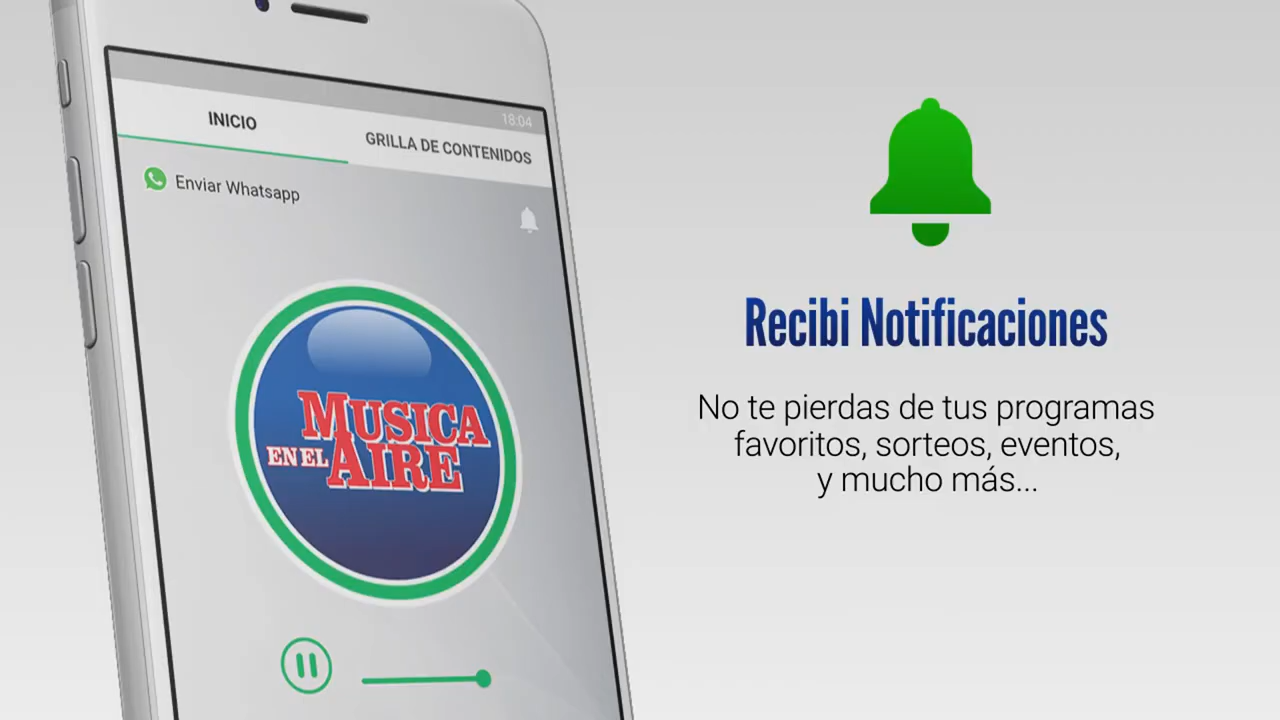 18:04
INICIO
GRILLA DE CONTENIDOS
Enviar Whatsapp
MUSICA
EN EL AIRE
Recibi Notificaciones
No te pierdas de tus programas
favoritos, sorteos, eventos,
y mucho más...